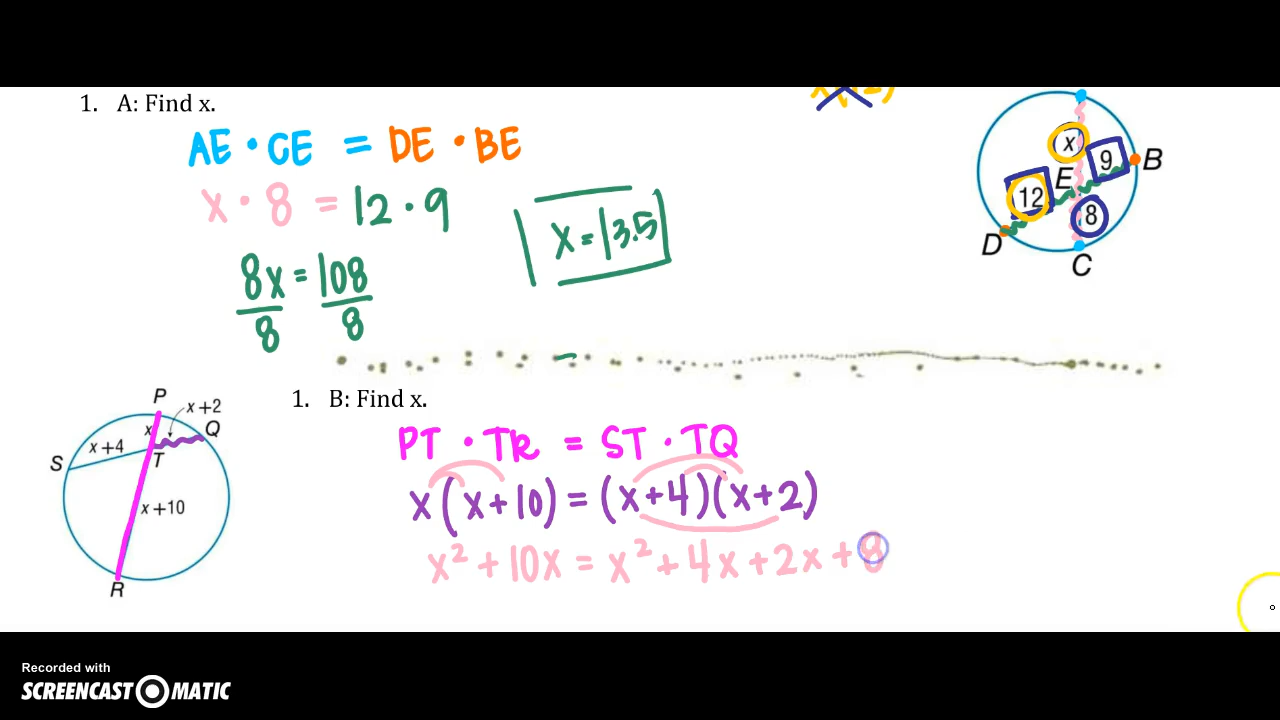 1. A: Find x.
AE · CE = DE · BE
x · 8 = 12 · 9
8x = 108
8 8
x = 13.5
x
9
B
E
12
8
D
C
1. B: Find x.
P
x+2
x
Q
x+4
S
T
x+10
R
PT · TR = ST · TQ
x(x+10) = (x+4)(x+2)
x² + 10x = x² + 4x + 2x + 8
Recorded with
SCREENCAST O MATIC